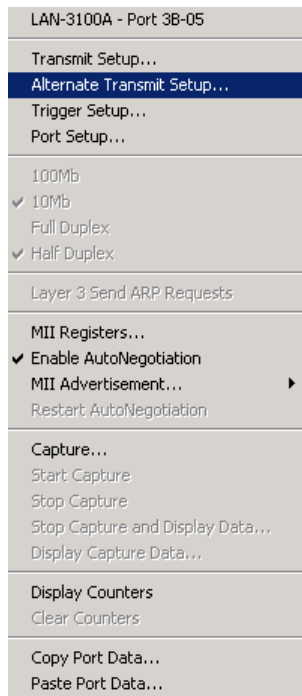 LAN-3100A - Port 3B-05
Transmit Setup...
Alternate Transmit Setup...
Trigger Setup...
Port Setup...
100Mb
10Mb
Full Duplex
Half Duplex
Layer 3 Send ARP Requests
MII Registers...
Enable AutoNegotiation
MII Advertisement...
Restart AutoNegotiation
Capture...
Start Capture
Stop Capture
Stop Capture and Display Data...
Display Capture Data...
Display Counters
Clear Counters
Copy Port Data...
Paste Port Data...